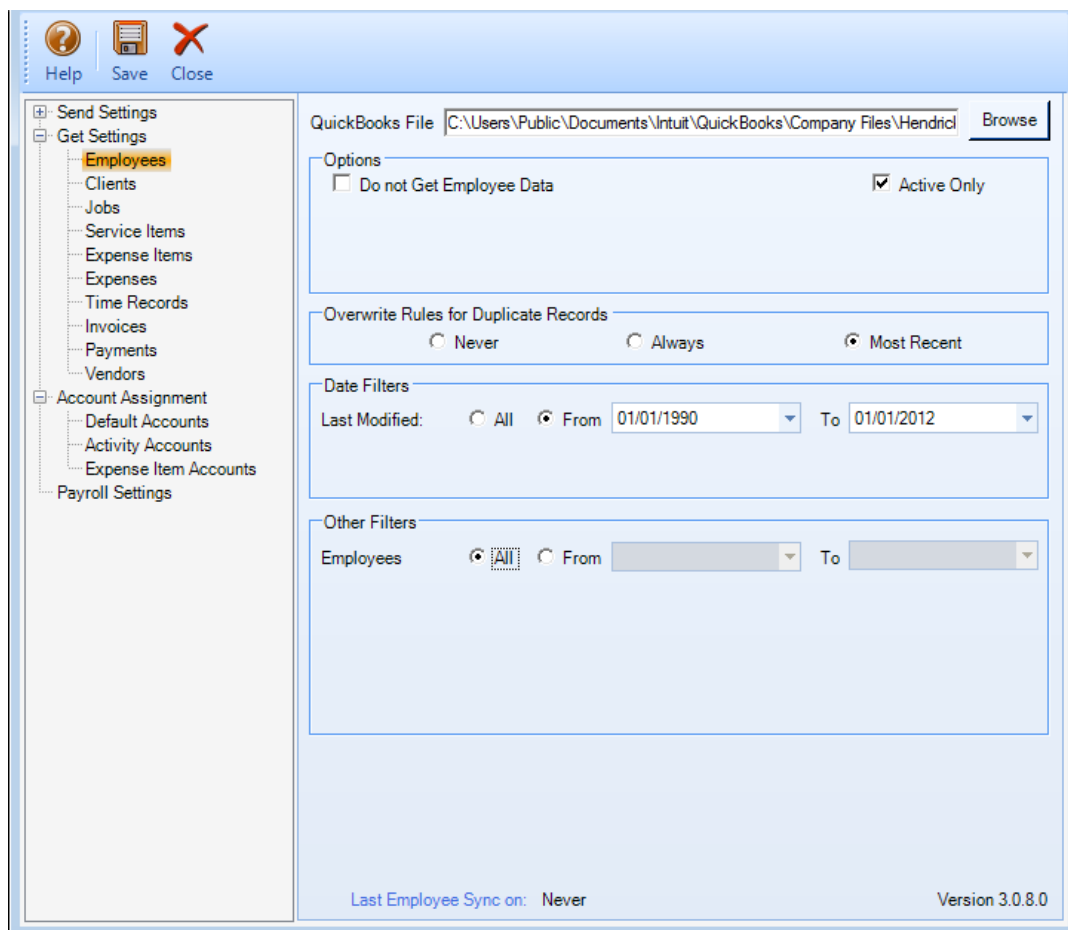 Help Save Close
Send Settings
Get Settings
Employees
Clients
Jobs
Service Items
Expense Items
Expenses
Time Records
Invoices
Payments
Vendors
Account Assignment
Default Accounts
Activity Accounts
Expense Item Accounts
Payroll Settings
QuickBooks File C:\Users\Public\Documents\Intuit\QuickBooks\Company Files\Hendricl Browse
Options
Do not Get Employee Data Active Only
Overwrite Rules for Duplicate Records
Never Always Most Recent
Date Filters
Last Modified: All From 01/01/1990 To 01/01/2012
Other Filters
Employees All From To
Last Employee Sync on: Never Version 3.0.8.0